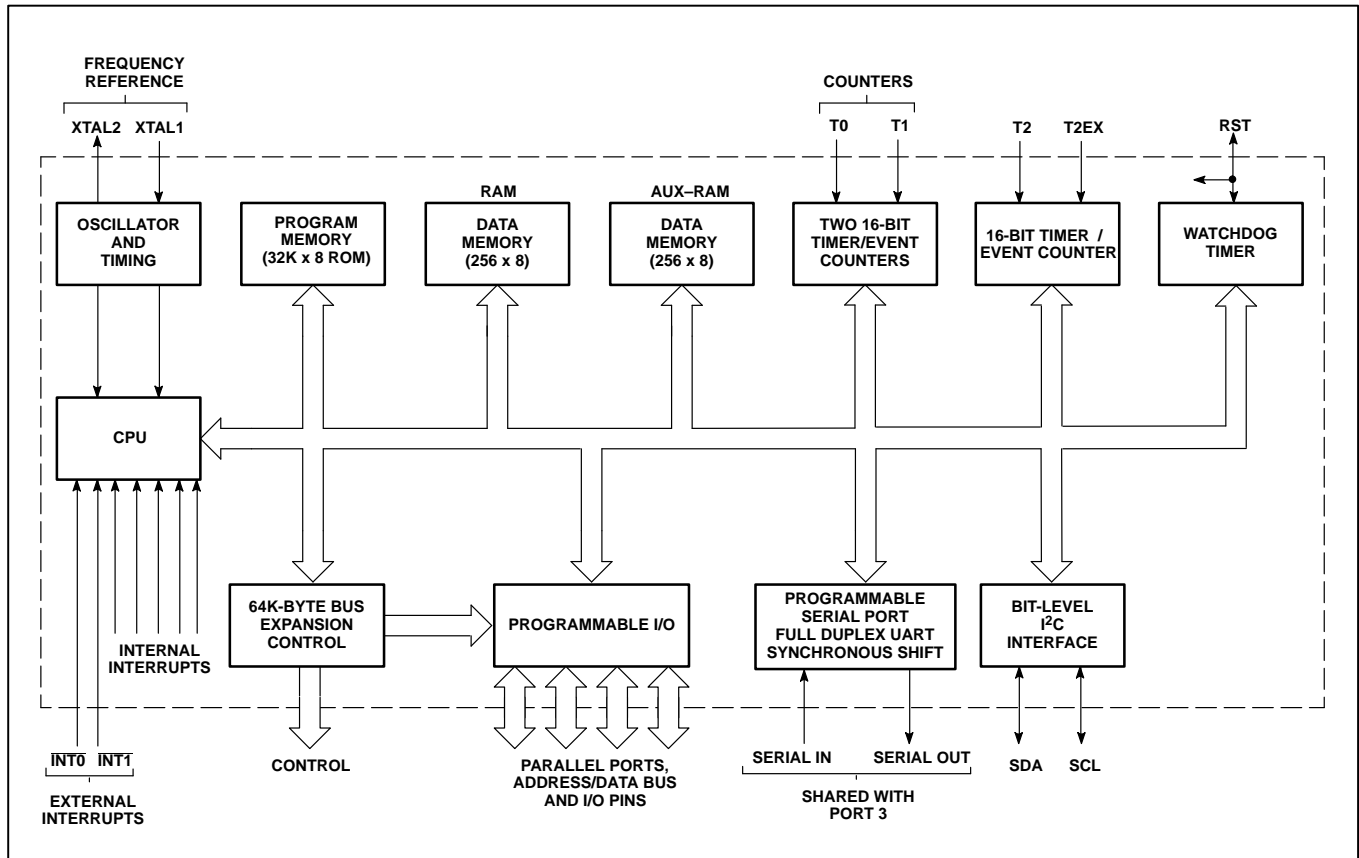 FREQUENCY
REFERENCE
COUNTERS
XTAL2 XTAL1
T0 T1
T2 T2EX
RST
RAM
AUX–RAM
OSCILLATOR
AND
TIMING
PROGRAM
MEMORY
(32K x 8 ROM)
DATA
MEMORY
(256 x 8)
DATA
MEMORY
(256 x 8)
TWO 16-BIT
TIMER/EVENT
COUNTERS
16-BIT TIMER /
EVENT COUNTER
WATCHDOG
TIMER
CPU
64K-BYTE BUS
EXPANSION
CONTROL
PROGRAMMABLE I/O
PROGRAMMABLE
SERIAL PORT
FULL DUPLEX UART
SYNCHRONOUS SHIFT
BIT-LEVEL
I²C
INTERFACE
INTERNAL
INTERRUPTS
INT0 INT1
EXTERNAL
INTERRUPTS
CONTROL
PARALLEL PORTS,
ADDRESS/DATA BUS
AND I/O PINS
SERIAL IN SERIAL OUT
SHARED WITH
PORT 3
SDA SCL